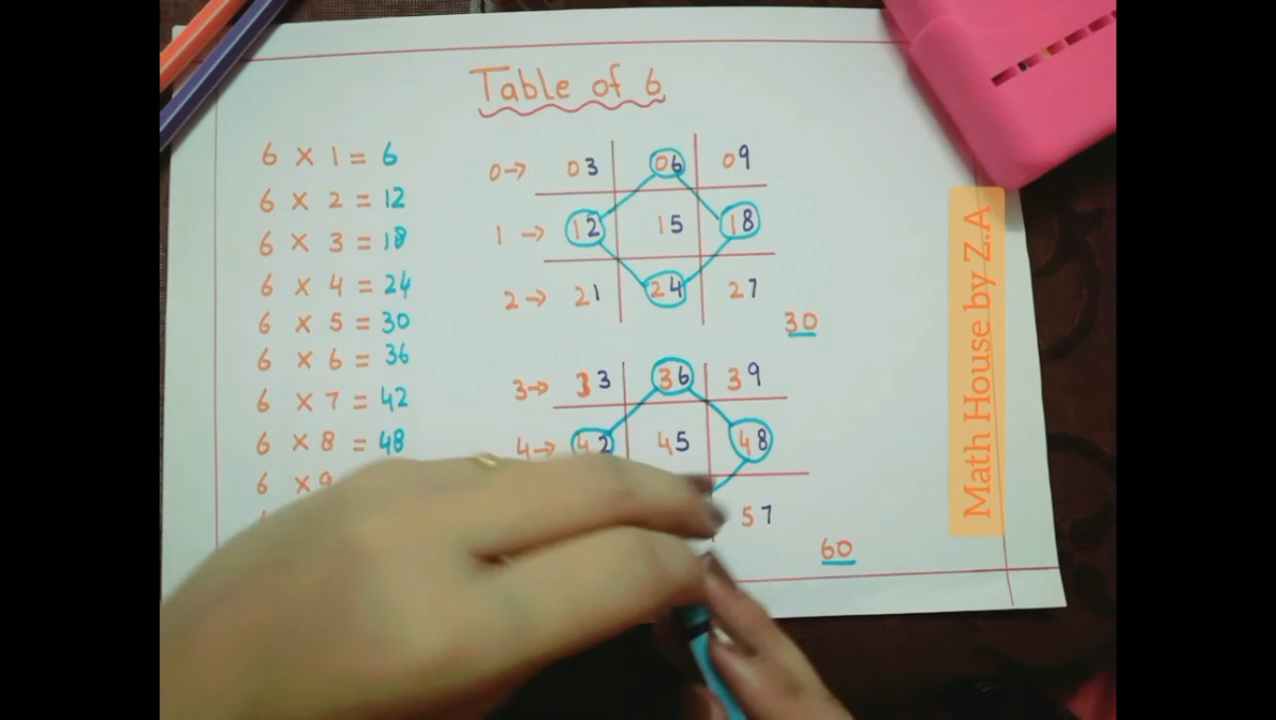 Table of 6
6 × 1 = 6
6 × 2 = 12
6 × 3 = 18
6 × 4 = 24
6 × 5 = 30
6 × 6 = 36
6 × 7 = 42
6 × 8 = 48
6 × 9
0→ 03 06 09
1→ 12 15 18
2→ 21 24 27
30
3→ 33 36 39
4→ 42 45 48
57
60
Math House by Z.A